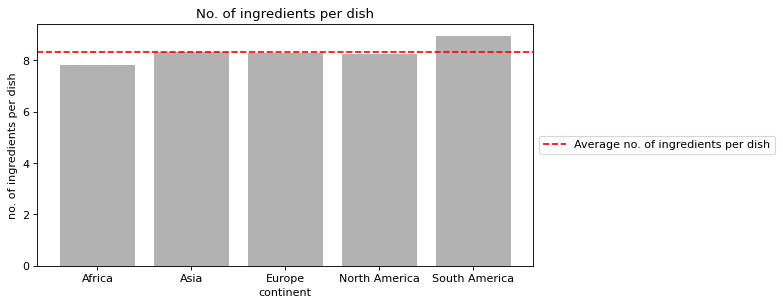 No. of ingredients per dish
no. of ingredients per dish
8
6
4
2
0
Africa Asia Europe North America South America
continent
Average no. of ingredients per dish